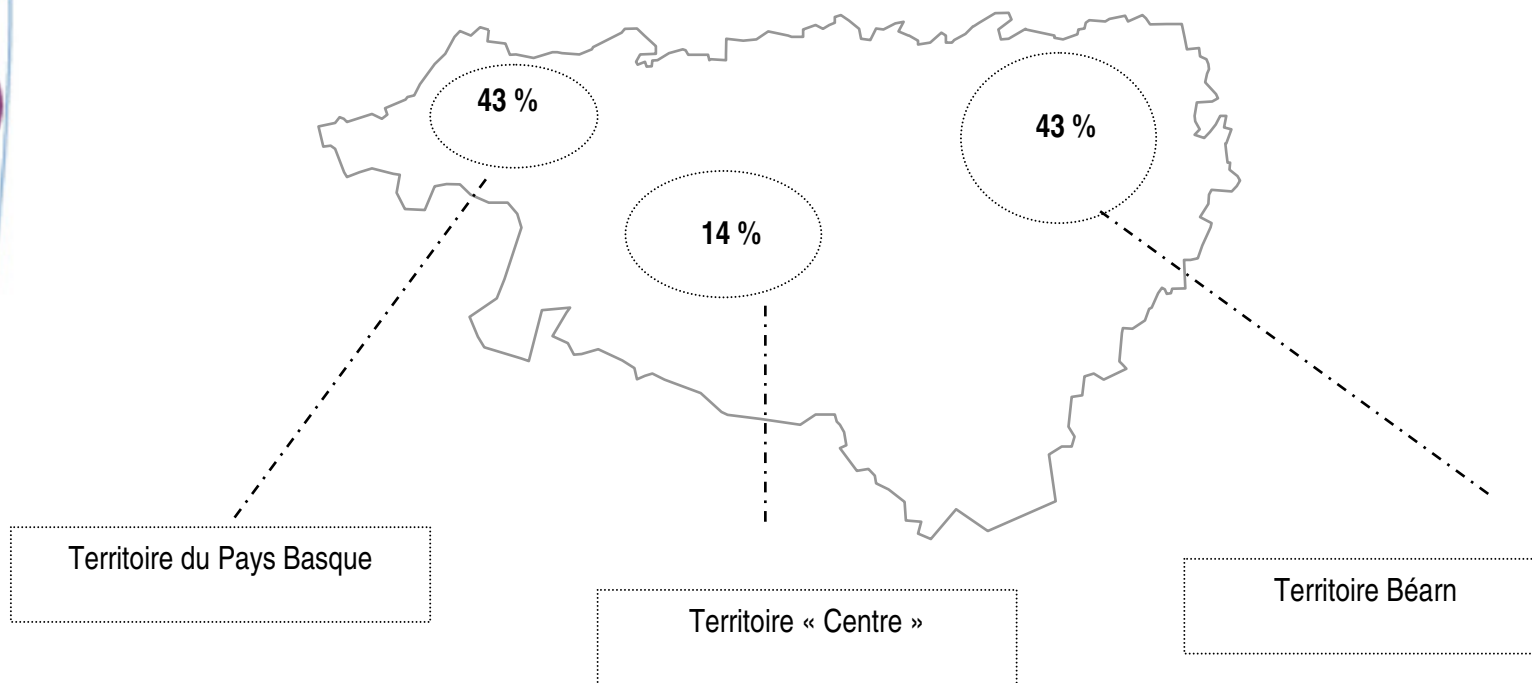 43 %
43 %
14 %
Territoire du Pays Basque
Territoire Béarn
Territoire « Centre »